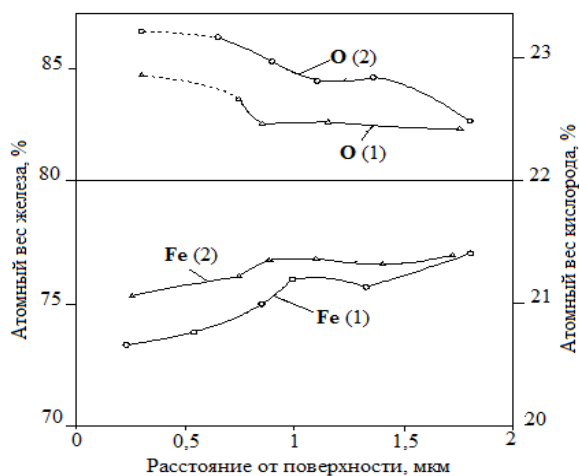 Атомный вес железа, %
85
80
75
70
O (2)
O (1)
Fe (2)
Fe (1)
23
22
21
20
Атомный вес кислорода, %
0
0,5
1
1,5
2
Расстояние от поверхности, мкм